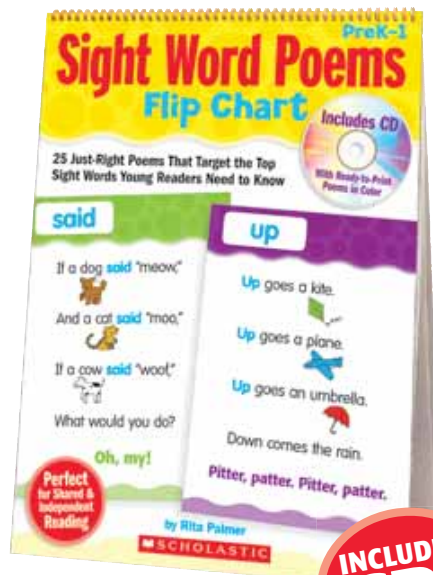 PreK–1
Sight Word Poems
Flip Chart
Includes CD
With Ready-to-Print
Poems in Color
25 Just-Right Poems That Target the Top
Sight Words Young Readers Need to Know
said
If a dog said "meow,"
And a cat said "moo,"
If a cow said "woof,"
What would you do?
Oh, my!
up
Up goes a kite.
Up goes a plane.
Up goes an umbrella.
Down comes the rain.
Pitter, patter. Pitter, patter.
Perfect
for Shared &
Independent
Reading
by Rita Palmer
SCHOLASTIC
INCLUD